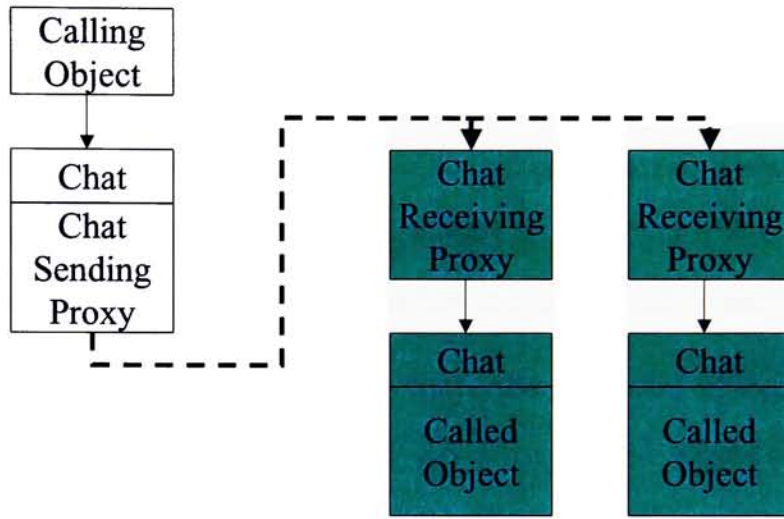 Calling
Object
Chat
Chat
Sending
Proxy
Chat
Receiving
Proxy
Chat
Called
Object
Chat
Receiving
Proxy
Chat
Called
Object